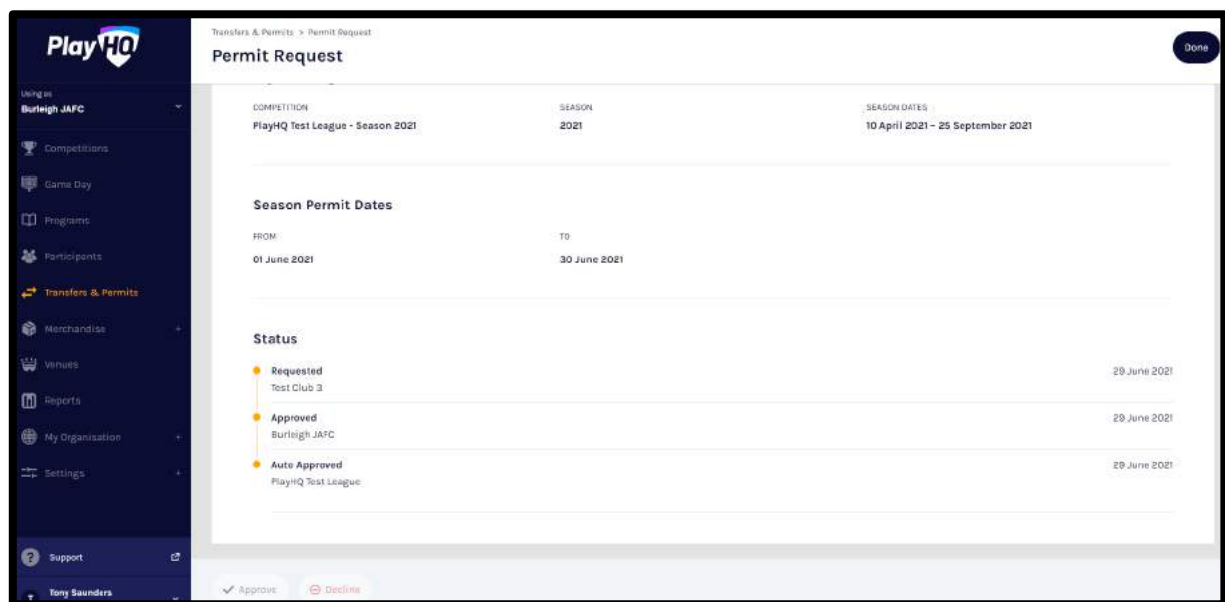 PlayHQ
Using as
Burleigh JAFC
Competitions
Game Day
Programs
Participants
Transfers & Permits
Merchandise +
Venues
Reports
My Organisation +
Settings +
Support
Tony Saunders
T
Transfers & Permits > Permit Request
Permit Request
Done
COMPETITION SEASON SEASON DATES
PlayHQ Test League - Season 2021 2021 10 April 2021 – 25 September 2021
Season Permit Dates
FROM TO
01 June 2021 30 June 2021
Status
Requested 29 June 2021
Test Club 3
Approved 29 June 2021
Burleigh JAFC
Auto Approved 29 June 2021
PlayHQ Test League
Approve Decline